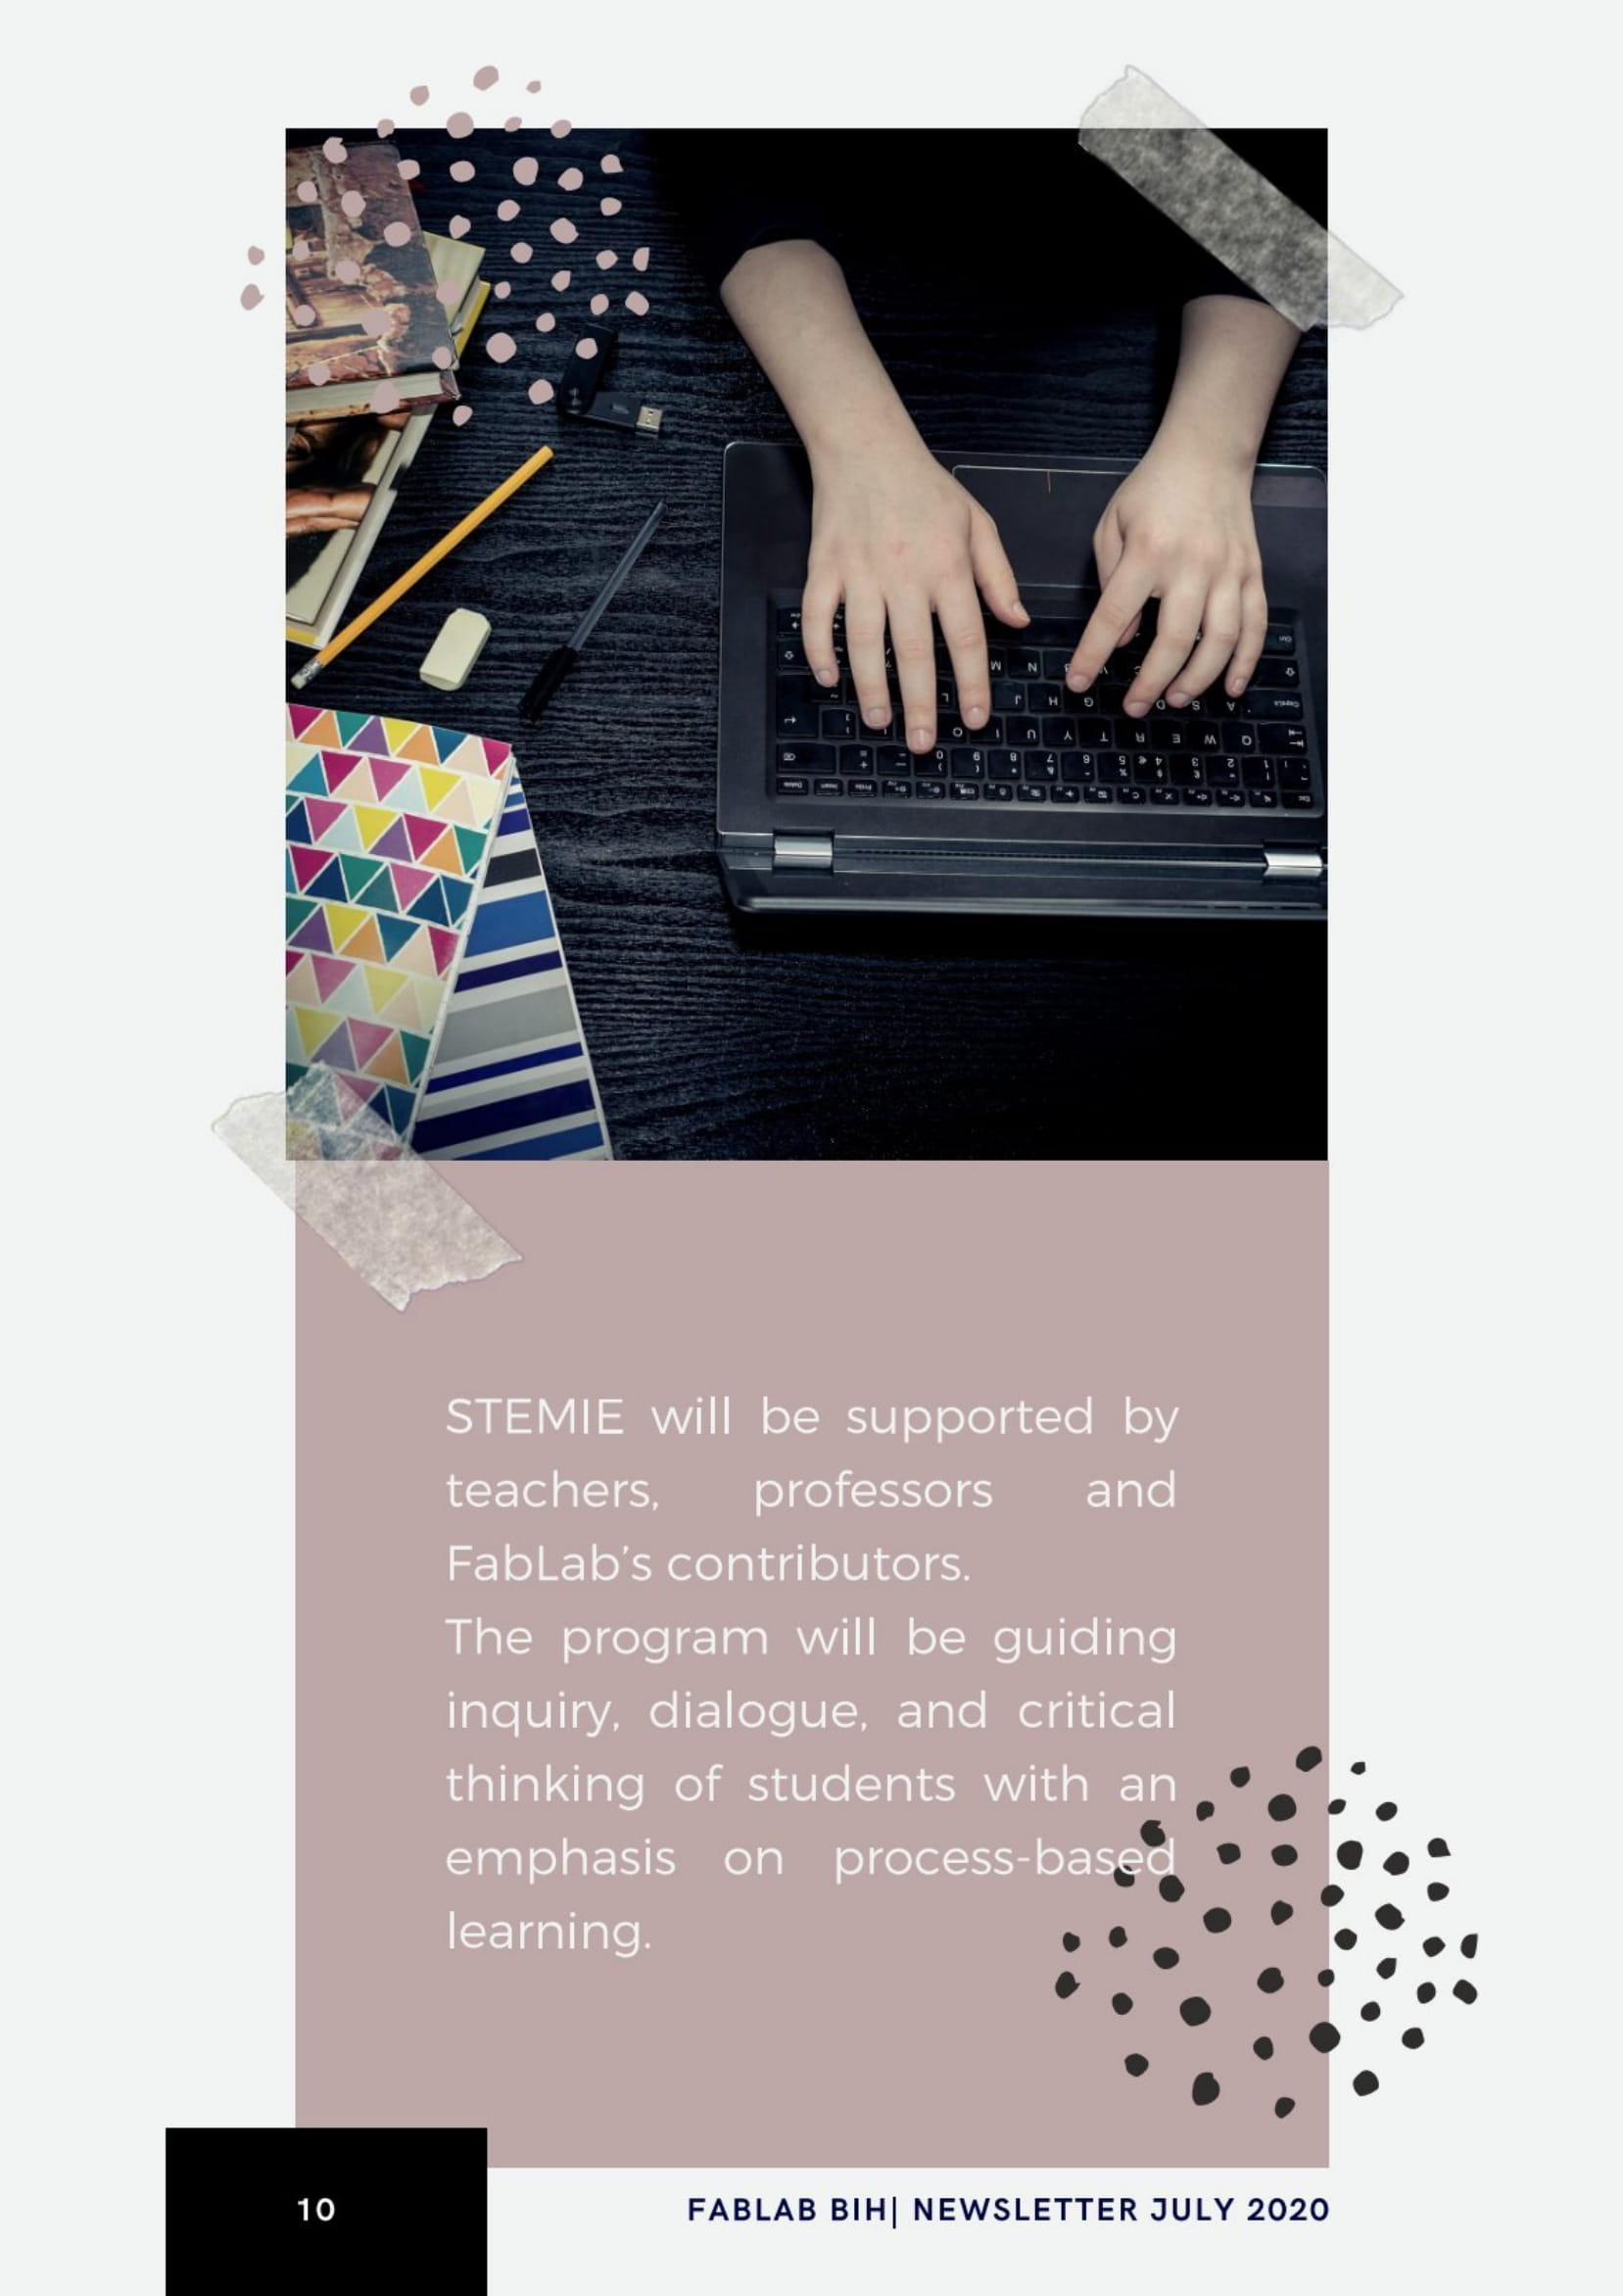 STEMIE will be supported by
teachers, professors and
FabLab's contributors.
The program will be guiding
inquiry, dialogue, and critical
thinking of students with an
emphasis on process-based
learning.
10
FABLAB BIH| NEWSLETTER JULY 2020